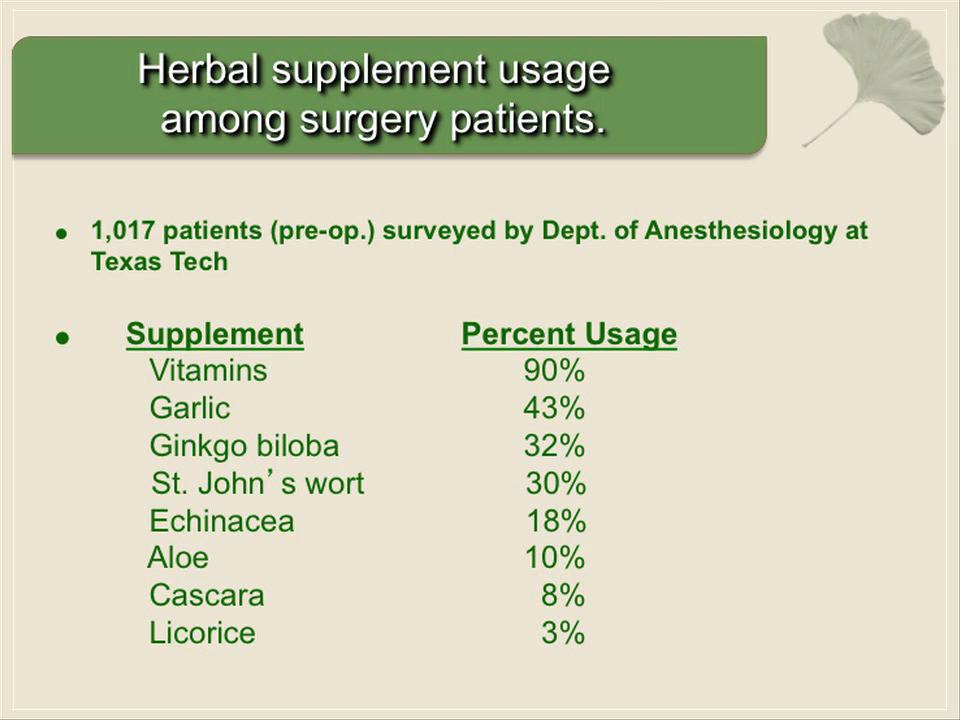 Herbal supplement usage
among surgery patients.
• 1,017 patients (pre-op.) surveyed by Dept. of Anesthesiology at
Texas Tech
• Supplement Percent Usage
Vitamins 90%
Garlic 43%
Ginkgo biloba 32%
St. John’s wort 30%
Echinacea 18%
Aloe 10%
Cascara 8%
Licorice 3%